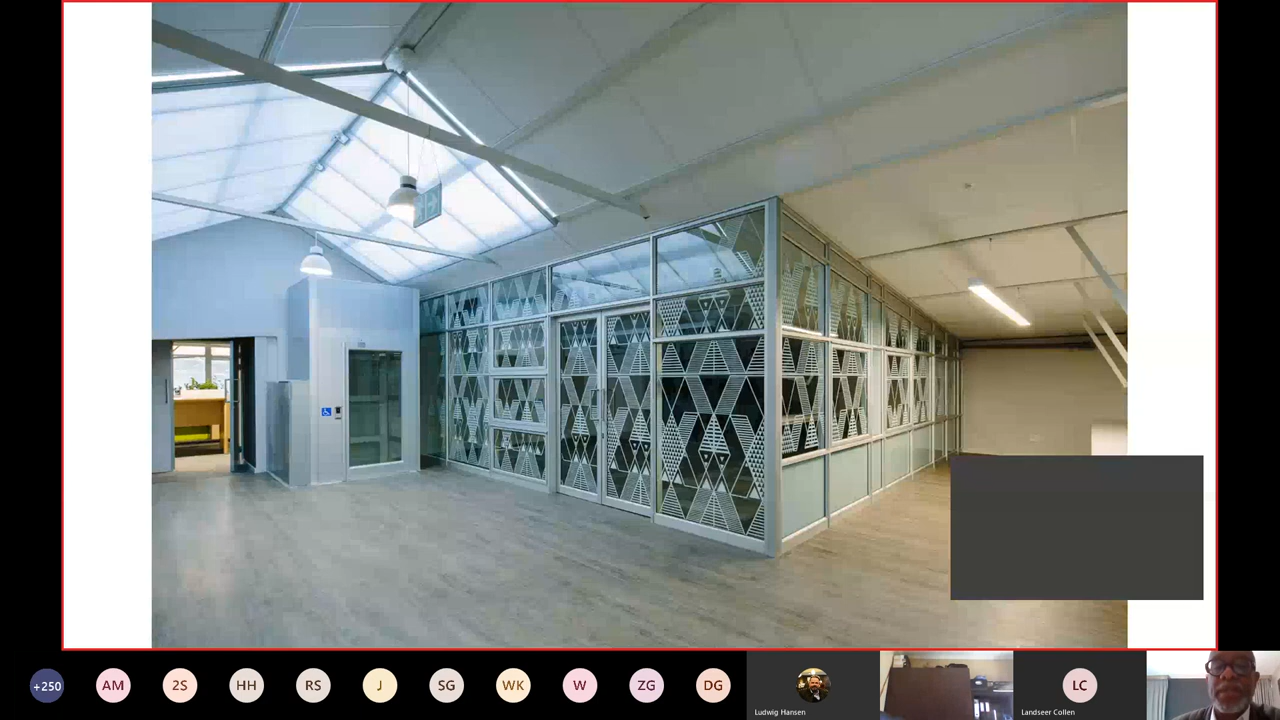 +250
AM
2S
HH
RS
J
SG
WK
W
ZG
DG
Ludwig Hansen
LC
Landseer Collen